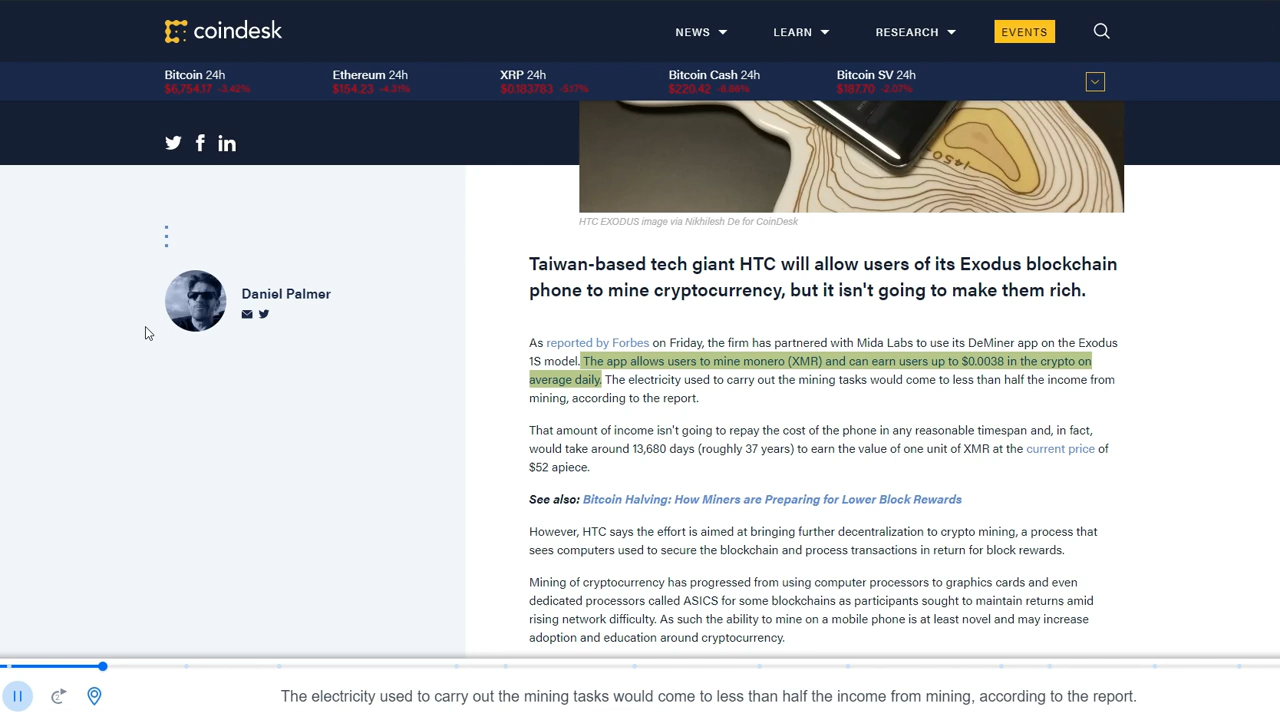 coindesk
NEWS
LEARN
RESEARCH
EVENTS
Bitcoin 24h
$6,754.17 -3.42%
Ethereum 24h
$154.23 -4.21%
XRP 24h
$0.183783 -5.17%
Bitcoin Cash 24h
$220.42 -6.86%
Bitcoin SV 24h
$187.70 -2.07%
1450
HTC EXODUS image via Nikhilesh De for CoinDesk
Daniel Palmer
Taiwan-based tech giant HTC will allow users of its Exodus blockchain
phone to mine cryptocurrency, but it isn't going to make them rich.
As reported by Forbes on Friday, the firm has partnered with Mida Labs to use its DeMiner app on the Exodus
1S model. The app allows users to mine monero (XMR) and can earn users up to $0.0038 in the crypto on
average daily. The electricity used to carry out the mining tasks would come to less than half the income from
mining, according to the report.
That amount of income isn't going to repay the cost of the phone in any reasonable timespan and, in fact,
would take around 13,680 days (roughly 37 years) to earn the value of one unit of XMR at the current price of
$52 apiece.
See also: Bitcoin Halving: How Miners are Preparing for Lower Block Rewards
However, HTC says the effort is aimed at bringing further decentralization to crypto mining, a process that
sees computers used to secure the blockchain and process transactions in return for block rewards.
Mining of cryptocurrency has progressed from using computer processors to graphics cards and even
dedicated processors called ASICS for some blockchains as participants sought to maintain returns amid
rising network difficulty. As such the ability to mine on a mobile phone is at least novel and may increase
adoption and education around cryptocurrency.
The electricity used to carry out the mining tasks would come to less than half the income from mining, according to the report.